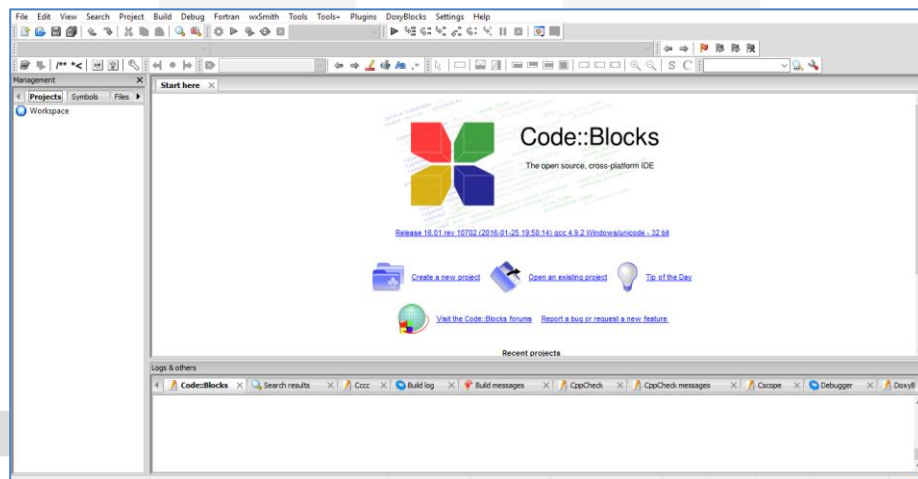 File Edit View Search Project Build Debug Fortran wxSmith Tools Tools+ Plugins DoxyBlocks Settings Help
Management
Projects Symbols Files
Workspace
Start here
Code::Blocks
The open source, cross-platform IDE
Release 16.01 rev 10702 (2016-01-25 19:50:14) gcc 4.9.2 Windows/unicode - 32 bit
Create a new project Open an existing project Tip of the Day
Visit the Code::Blocks forums Report a bug or request a new feature
Recent projects
Logs & others
Code::Blocks Search results Cccc Build log Build messages CppCheck CppCheck messages Cscope Debugger DoxyB